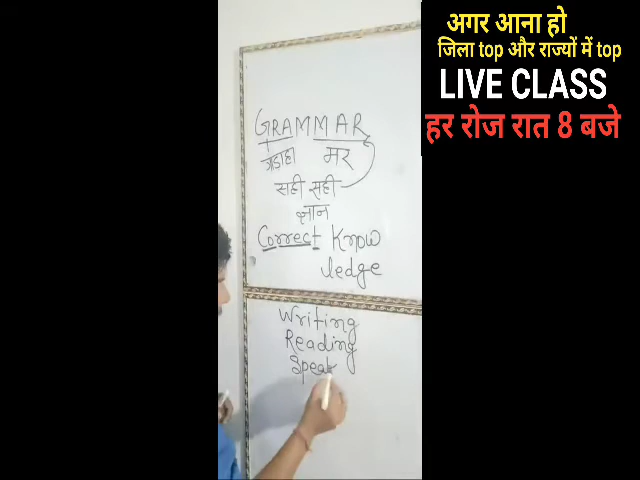 अगर आना हो
जिला top और राज्यों में top
LIVE CLASS
हर रोज रात 8 बजे
GRAMMAR
मर
सही सही
ज्ञान
Correct Know
ledge
Writing
Reading
Speak